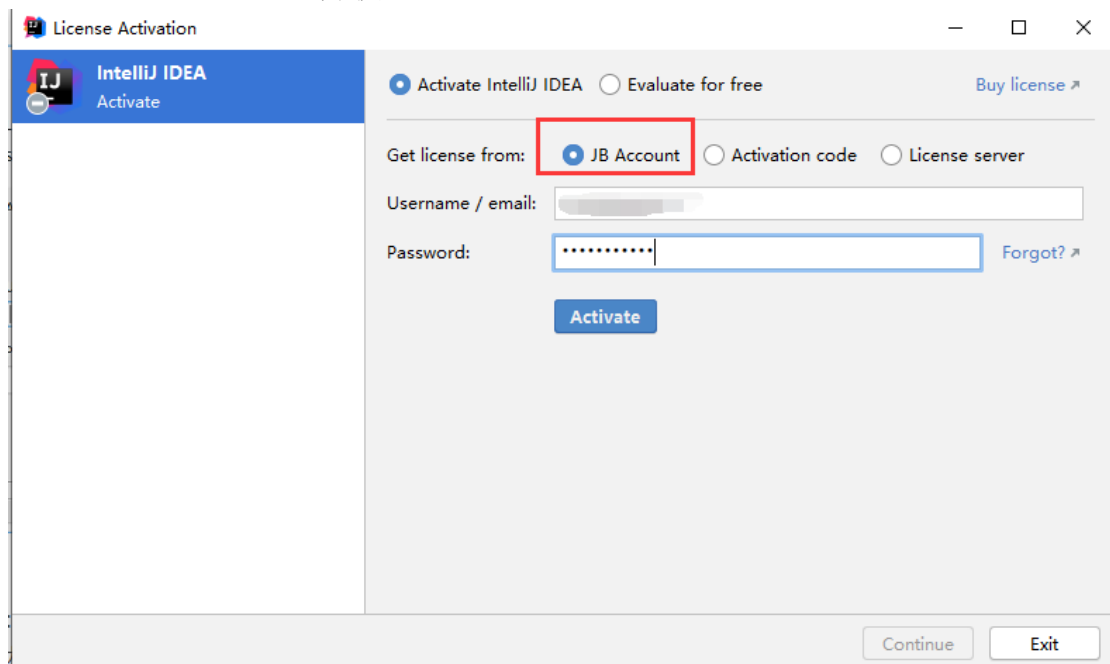 License Activation
IntelliJ IDEA
Activate
Activate IntelliJ IDEA Evaluate for free Buy license
Get license from: JB Account Activation code License server
Username / email:
Password: ••••••••••• Forgot?
Activate
Continue Exit